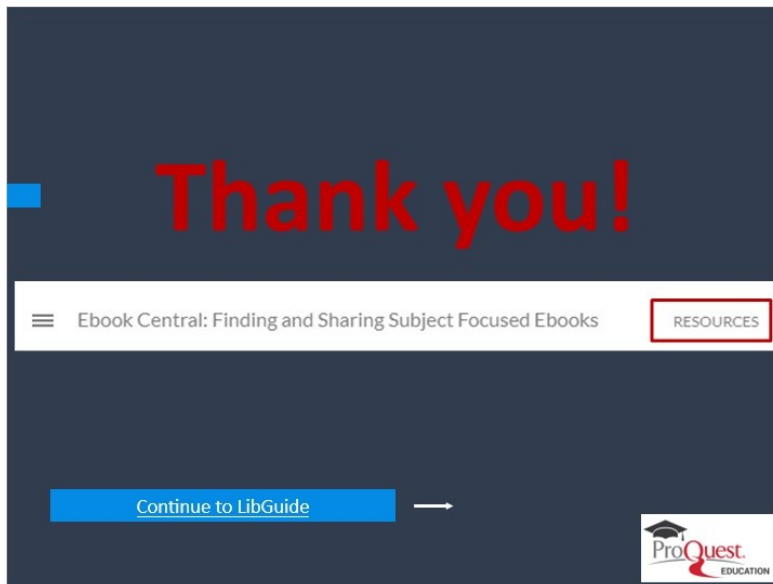 Thank you!
Ebook Central: Finding and Sharing Subject Focused Ebooks RESOURCES
Continue to LibGuide
ProQuest.
EDUCATION